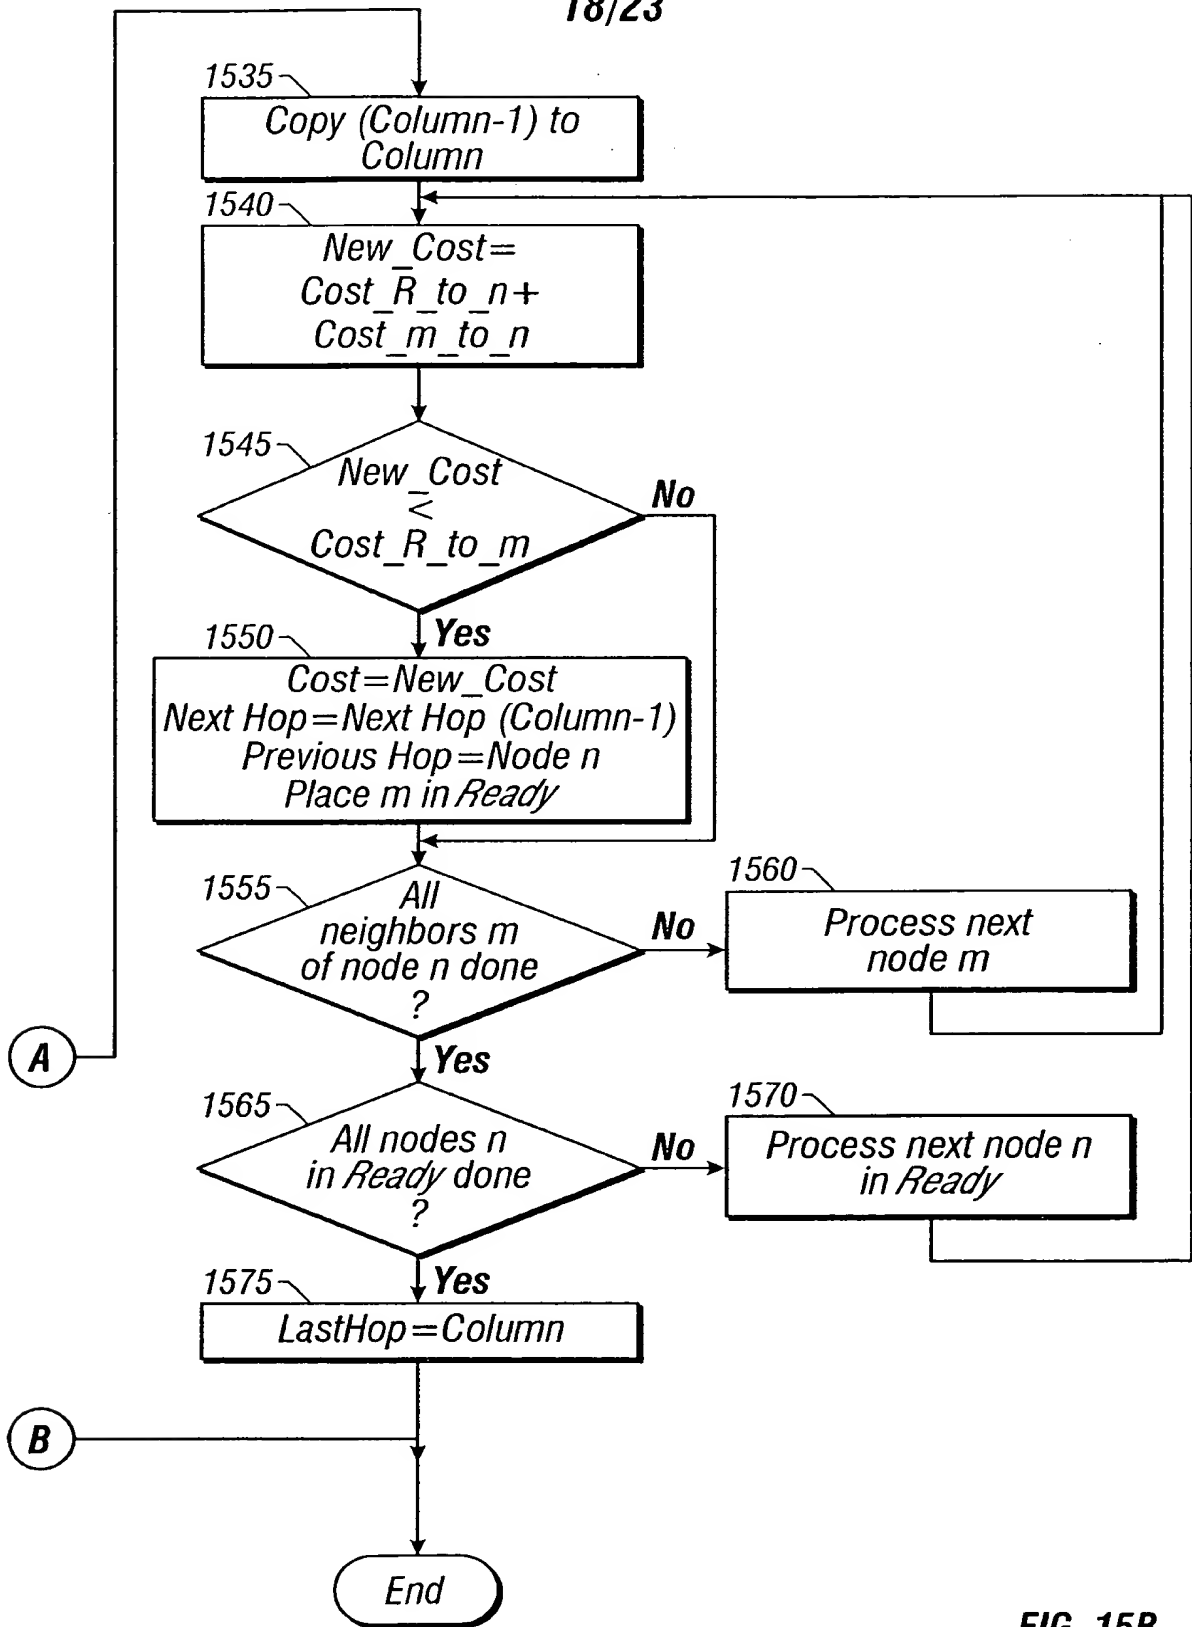 18/23
1535
Copy (Column-1) to
Column
1540
New_Cost=
Cost_R_to_n+
Cost_m_to_n
1545
New_Cost
<
Cost_R_to_m
No
Yes
1550
Cost=New_Cost
Next Hop=Next Hop (Column-1)
Previous Hop=Node n
Place m in Ready
1555
All
neighbors m
of node n done
?
No
1560
Process next
node m
A
Yes
1565
All nodes n
in Ready done
?
No
1570
Process next node n
in Ready
Yes
1575
LastHop=Column
B
End
FIG. 15B